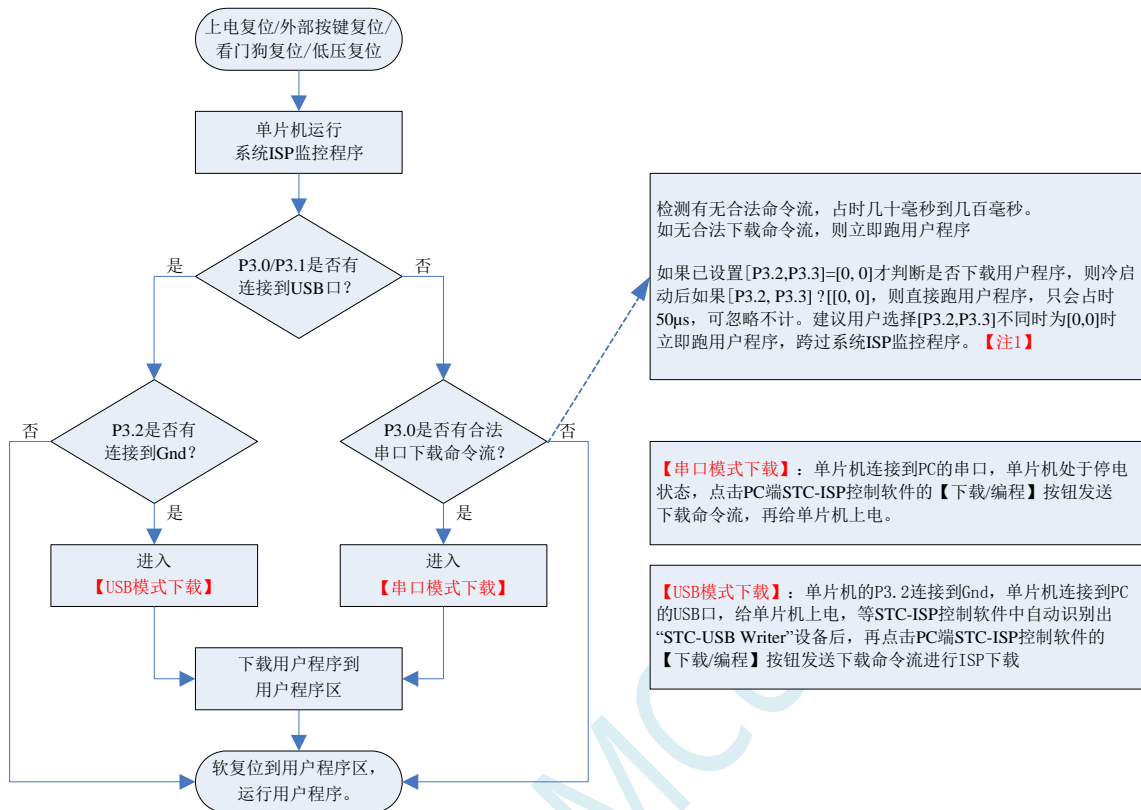 上电复位/外部按键复位/
看门狗复位/低压复位
单片机运行
系统ISP监控程序
P3.0/P3.1是否有
连接到USB口?
是
否
P3.2是否有
连接到Gnd?
否
是
P3.0是否有合法
串口下载命令流?
否
是
进入
【USB模式下载】
进入
【串口模式下载】
下载用户程序到
用户程序区
软复位到用户程序区，
运行用户程序。
检测有无合法命令流，占时几十毫秒到几百毫秒。
如无合法下载命令流，则立即跑用户程序
如果已设置[P3.2,P3.3]=[0, 0]才判断是否下载用户程序，则冷启
动后如果[P3.2, P3.3] ?[[0, 0]，则直接跑用户程序，只会占时
50μs，可忽略不计。建议用户选择[P3.2,P3.3]不同时为[0,0]时
立即跑用户程序，跨过系统ISP监控程序。【注1】
【串口模式下载】：单片机连接到PC的串口，单片机处于停电
状态，点击PC端STC-ISP控制软件的【下载/编程】按钮发送
下载命令流，再给单片机上电。
【USB模式下载】：单片机的P3.2连接到Gnd，单片机连接到PC
的USB口，给单片机上电，等STC-ISP控制软件中自动识别出
“STC-USB Writer”设备后，再点击PC端STC-ISP控制软件的
【下载/编程】按钮发送下载命令流进行ISP下载